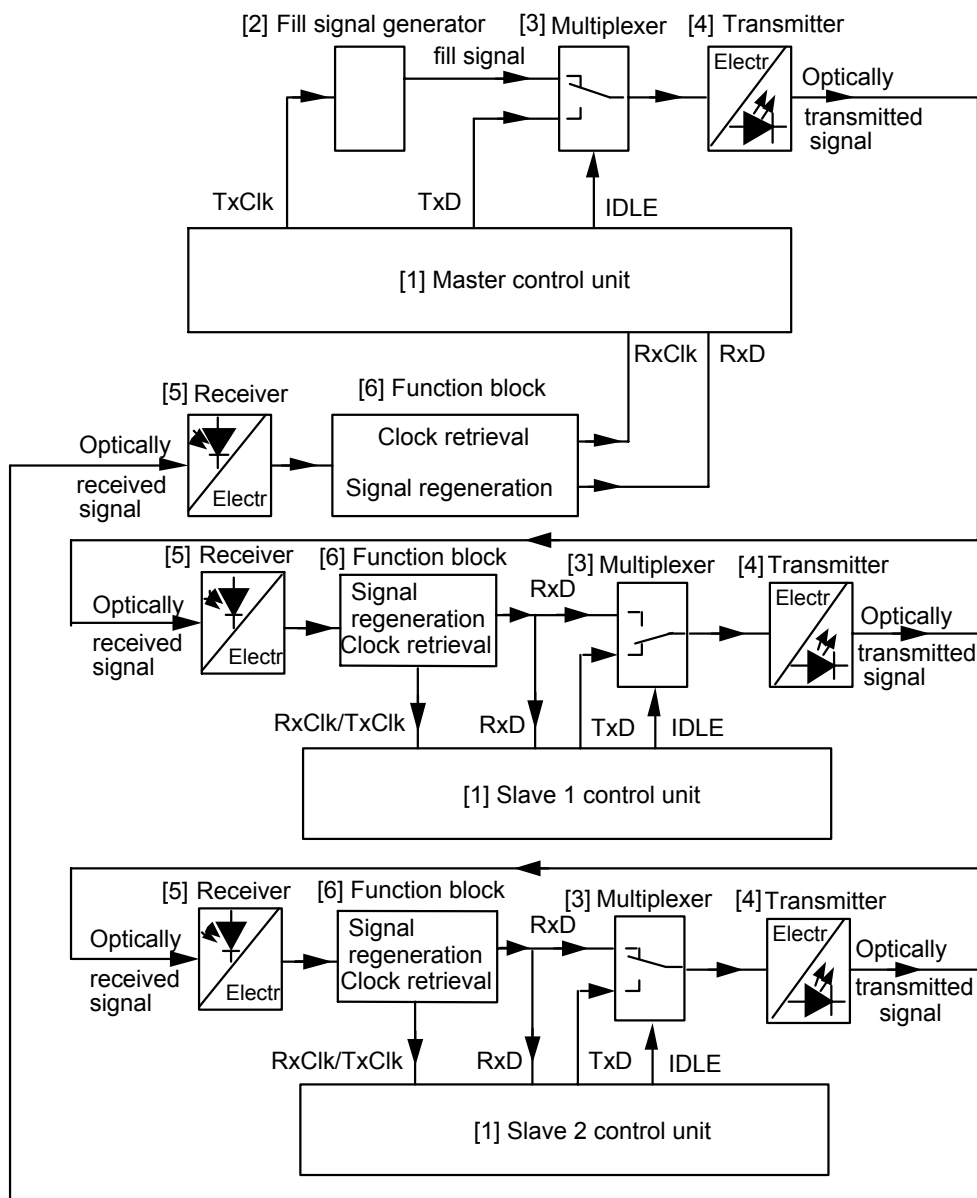 [2] Fill signal generator
[3] Multiplexer
[4] Transmitter
fill signal
Electr
Optically
transmitted
signal
TxClk
TxD
IDLE
[1] Master control unit
RxClk
RxD
[5] Receiver
[6] Function block
Optically
received
signal
Electr
Clock retrieval
Signal regeneration
[5] Receiver
[6] Function block
[3] Multiplexer
[4] Transmitter
Optically
received
signal
Electr
Signal
regeneration
Clock retrieval
RxD
Electr
Optically
transmitted
signal
RxClk/TxClk
RxD
TxD
IDLE
[1] Slave 1 control unit
[5] Receiver
[6] Function block
[3] Multiplexer
[4] Transmitter
Optically
received
signal
Electr
Signal
regeneration
Clock retrieval
RxD
Electr
Optically
transmitted
signal
RxClk/TxClk
RxD
TxD
IDLE
[1] Slave 2 control unit